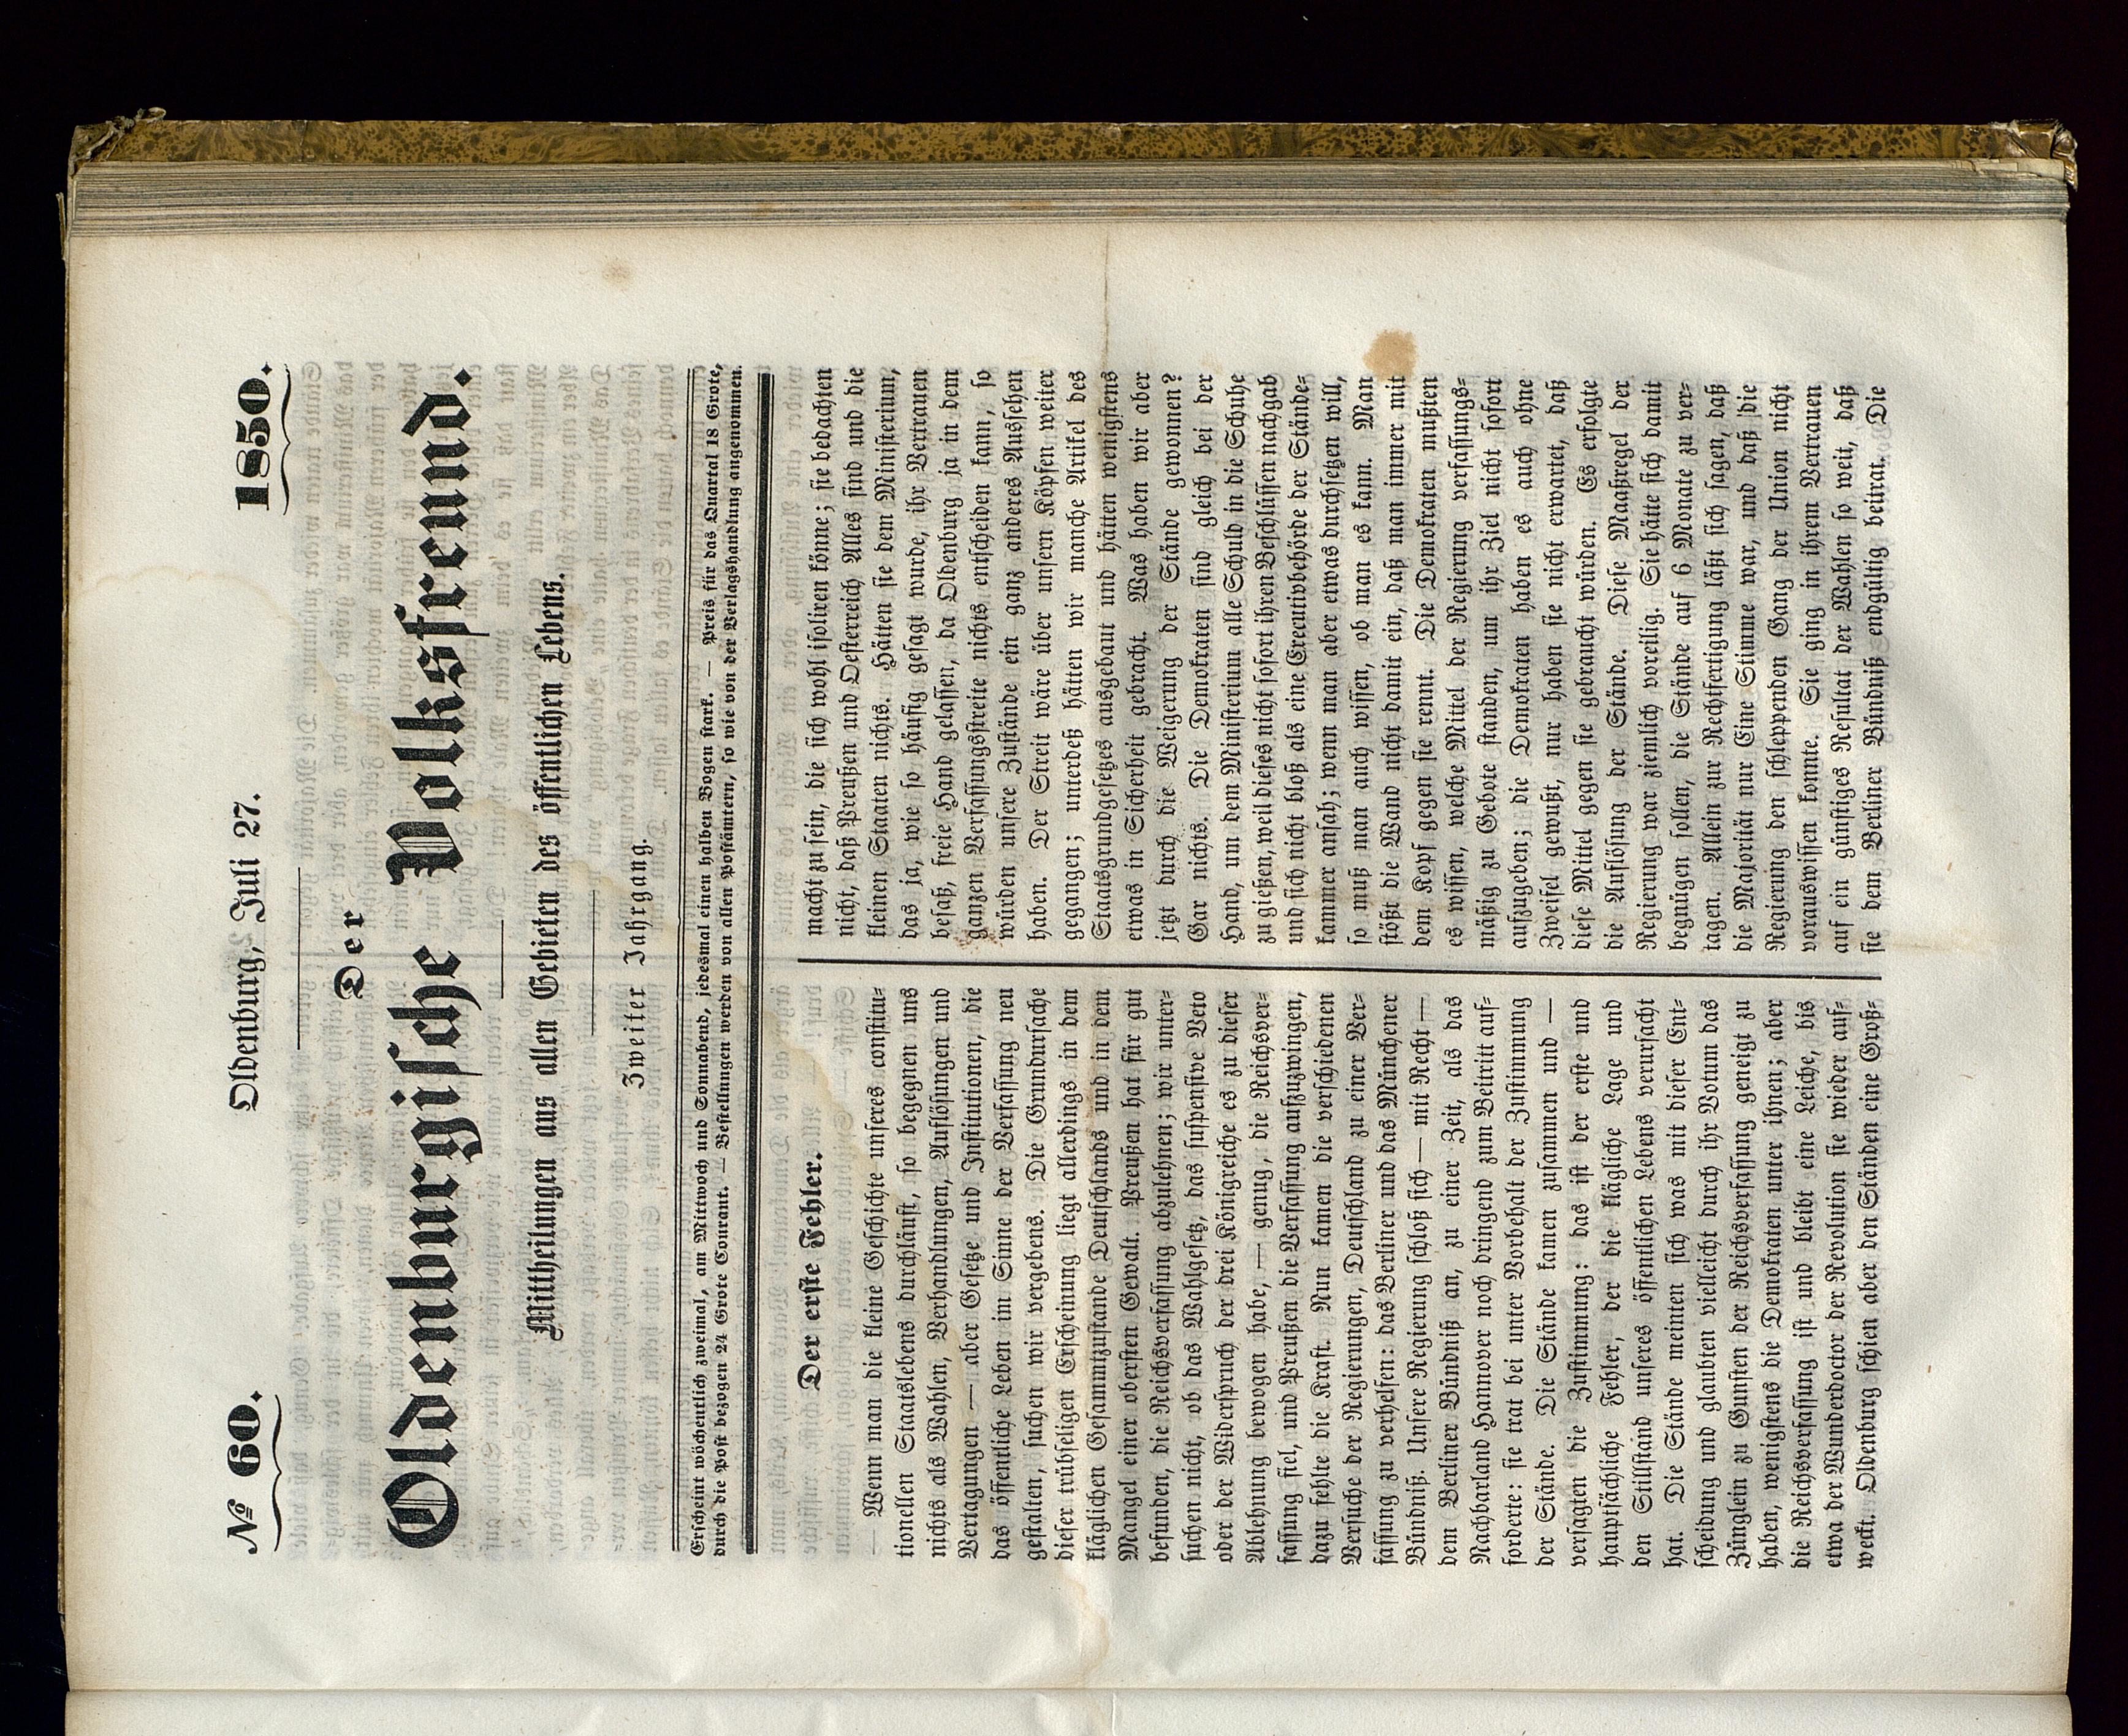 № 60.
Oldenburg, Juli 27.
1850.
Der
Oldenburgische Volksfreund.
Mittheilungen aus allen Gebieten des öffentlichen Lebens.
Zweiter Jahrgang.
Erscheint wöchentlich zweimal, am Mittwoch und Sonnabend, jedesmal einen halben Bogen stark. — Preis für das Quartal 18 Grote,
durch die Post bezogen 24 Grote Courant. — Bestellungen werden von allen Postämtern, so wie von der Verlagshandlung angenommen.
Der erste Fehler.
— Wenn man die kleine Geschichte unseres constitu-
tionellen Staatslebens durchläuft, so begegnen uns
nichts als Wahlen, Verhandlungen, Auflösungen und
Vertagungen — aber Gesetze und Institutionen, die
das öffentliche Leben im Sinne der Verfassung neu
gestalten, suchen wir vergebens. Die Grundursache
dieser trübseligen Erscheinung liegt allerdings in dem
kläglichen Gesammtzustande Deutschlands und in dem
Mangel einer obersten Gewalt. Preußen hat für gut
befunden, die Reichsverfassung abzulehnen; wir unter-
suchen nicht, ob das Wahlgesetz, das suspensive Veto
oder der Widerspruch der drei Königreiche es zu dieser
Ablehnung bewogen habe, — genug, die Reichsver-
fassung fiel, und Preußen die Verfassung aufzuzwingen,
dazu fehlte die Kraft. Nun kamen die verschiedenen
Versuche der Regierungen, Deutschland zu einer Ver-
fassung zu verhelfen: das Berliner und das Münchener
Bündniß. Unsere Regierung schloß sich — mit Recht —
dem Berliner Bündniß an, zu einer Zeit, als das
Nachbarland Hannover noch dringend zum Beitritt auf-
forderte: sie trat bei unter Vorbehalt der Zustimmung
der Stände. Die Stände kamen zusammen und —
versagten die Zustimmung: das ist der erste und
hauptsächliche Fehler, der die klägliche Lage und
den Stillstand unseres öffentlichen Lebens verursacht
hat. Die Stände meinten sich was mit dieser Ent-
scheidung und glaubten vielleicht durch ihr Votum das
Zünglein zu Gunsten der Reichsverfassung geneigt zu
haben, wenigstens die Demokraten unter ihnen; aber
die Reichsverfassung ist und bleibt eine Leiche, bis
etwa der Wunderdoctor der Revolution sie wieder auf-
weckt. Oldenburg schien aber den Ständen eine Groß-
macht zu sein, die sich wohl isoliren könne; sie bedachten
nicht, daß Preußen und Oesterreich Alles sind und die
kleinen Staaten nichts. Hätten sie dem Ministerium,
das ja, wie so häufig gesagt wurde, ihr Vertrauen
besaß, freie Hand gelassen, da Oldenburg ja in dem
ganzen Verfassungsstreite nichts entscheiden kann, so
würden unsere Zustände ein ganz anderes Aussehen
haben. Der Streit wäre über unsern Köpfen weiter
gegangen; unterdeß hätten wir manche Artikel des
Staatsgrundgesetzes ausgebaut und hätten wenigstens
etwas in Sicherheit gebracht. Was haben wir aber
jetzt durch die Weigerung der Stände gewonnen?
Gar nichts. Die Demokraten sind gleich bei der
Hand, um dem Ministerium alle Schuld in die Schuhe
zu gießen, weil dieses nicht sofort ihren Beschlüssen nachgab
und sich nicht bloß als eine Executivbehörde der Stände-
kammer ansah; wenn man aber etwas durchsetzen will,
so muß man auch wissen, ob man es kann. Man
stößt die Wand nicht damit ein, daß man immer mit
dem Kopf gegen sie rennt. Die Demokraten mußten
es wissen, welche Mittel der Regierung verfassungs-
mäßig zu Gebote standen, um ihr Ziel nicht sofort
aufzugeben; die Demokraten haben es auch ohne
Zweifel gewußt, nur haben sie nicht erwartet, daß
diese Mittel gegen sie gebraucht würden. Es erfolgte
die Auflösung der Stände. Diese Maaßregel der
Regierung war ziemlich voreilig. Sie hätte sich damit
begnügen sollen, die Stände auf 6 Monate zu ver-
tagen. Allein zur Rechtfertigung läßt sich sagen, daß
die Majorität nur Eine Stimme war, und daß die
Regierung den schleppenden Gang der Union nicht
vorauswissen konnte. Sie ging in ihrem Vertrauen
auf ein günstiges Resultat der Wahlen so weit, daß
sie dem Berliner Bündniß endgültig beitrat. Die